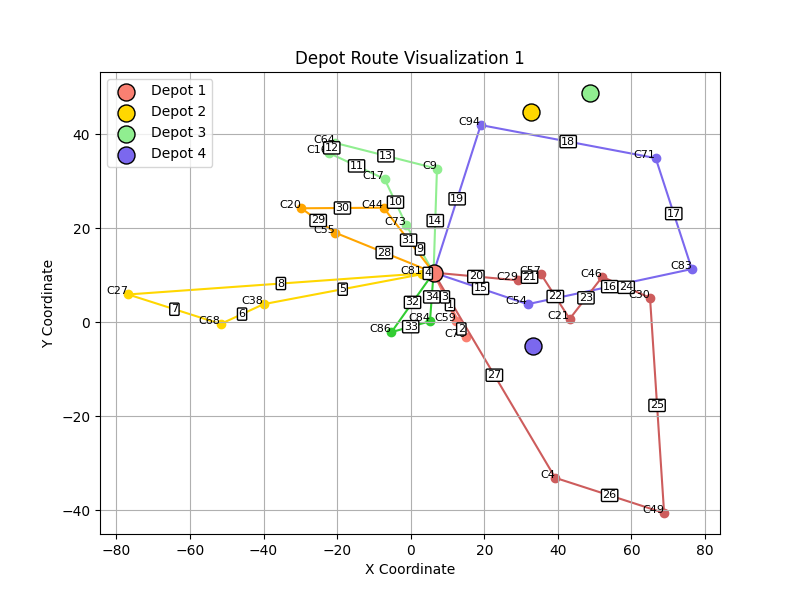 Depot Route Visualization 1
Depot 1
Depot 2
Depot 3
Depot 4
Y Coordinate
40
20
0
−20
−40
C94
18
C71
C64
12
13
11
C17
C9
C20
30
C44
10
19
29
C55
C73
14
17
31
9
28
C81
4
20
C29
21
C57
C46
C83
C27
8
5
15
16
24
C30
7
C38
32
34
3
1
C54
22
23
6
C68
C86
33
C84
C59
2
C21
27
25
C4
26
C49
−80
−60
−40
−20
0
20
40
60
80
X Coordinate